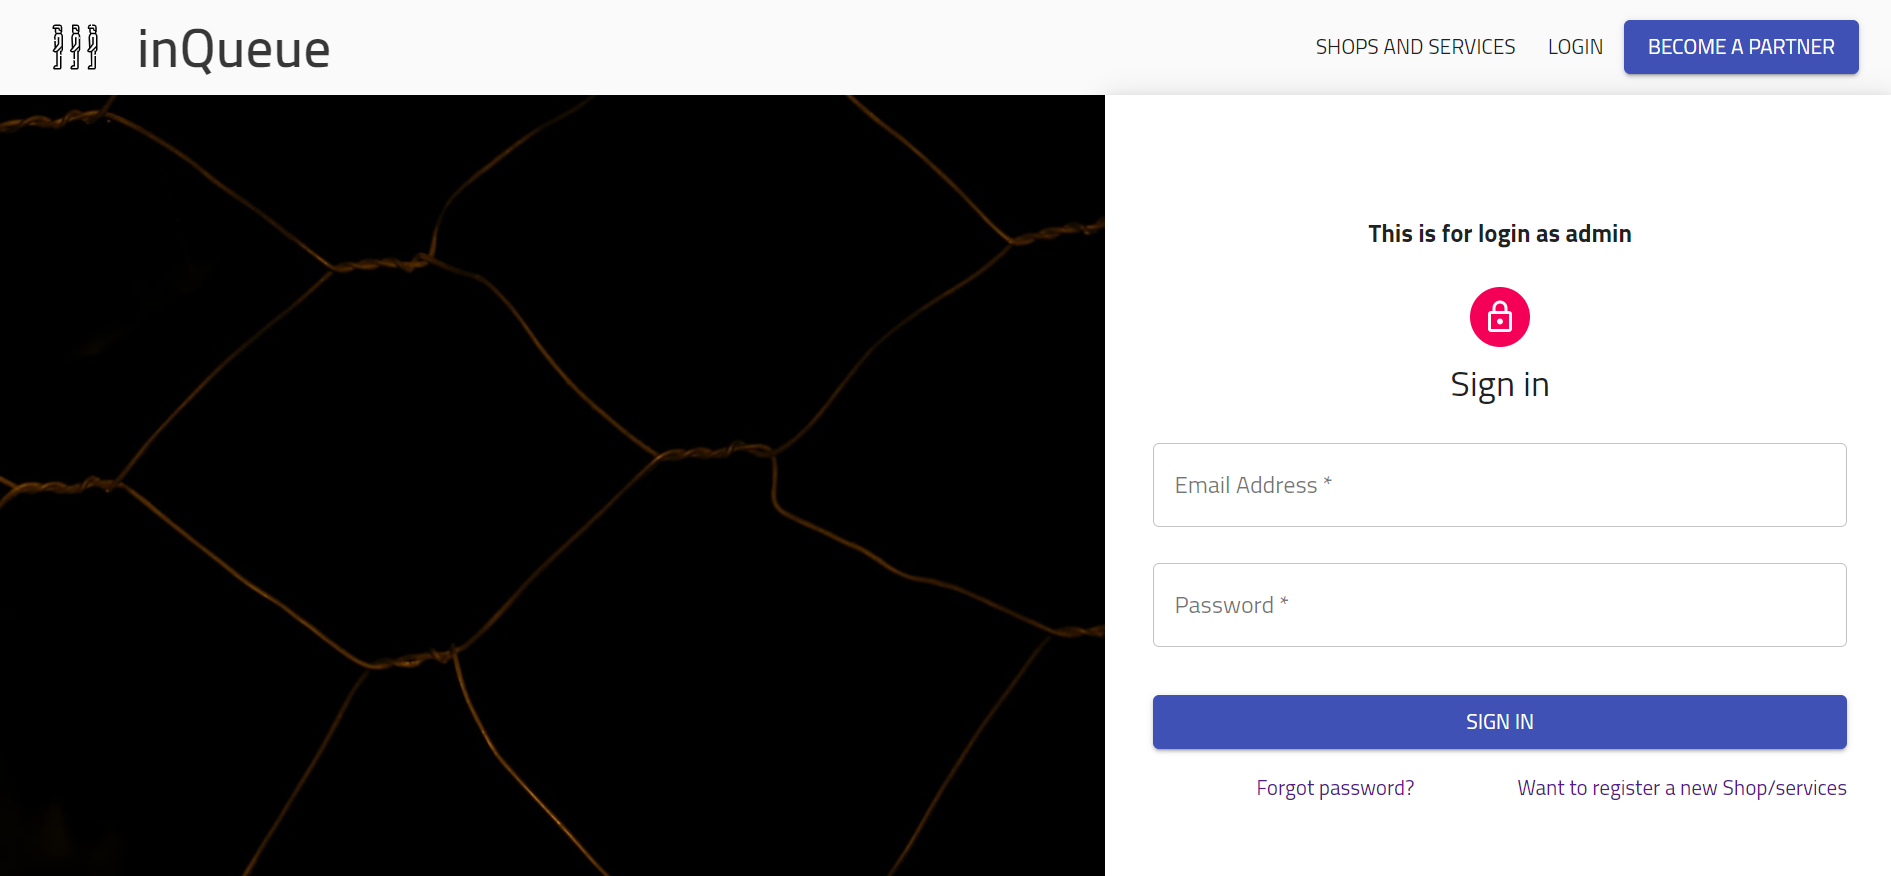 inQueue
SHOPS AND SERVICES
LOGIN
BECOME A PARTNER
This is for login as admin
Sign in
Email Address *
Password *
SIGN IN
Forgot password?
Want to register a new Shop/services